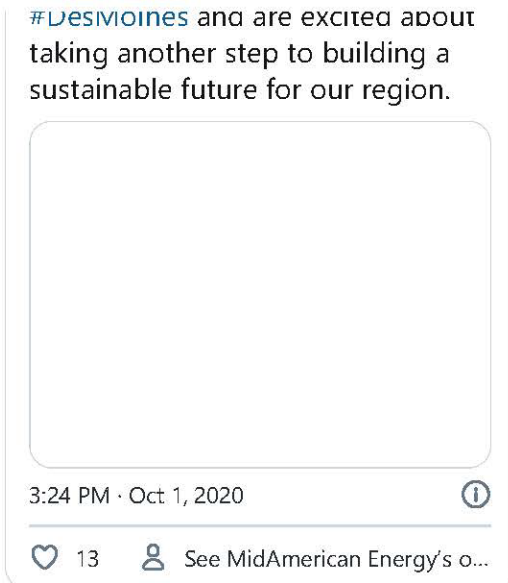 #DesMoines and are excited about
taking another step to building a
sustainable future for our region.
3:24 PM · Oct 1, 2020
13 See MidAmerican Energy's o...